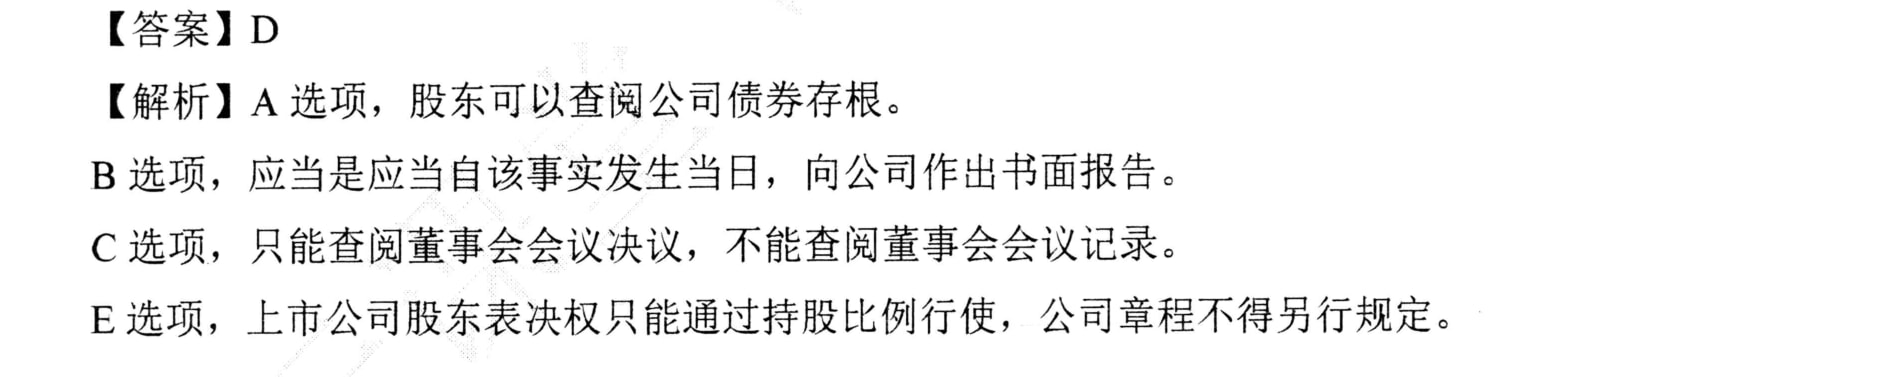 【答案】D
【解析】A 选项，股东可以查阅公司债券存根。
B 选项，应当是应当自该事实发生当日，向公司作出书面报告。
C 选项，只能查阅董事会会议决议，不能查阅董事会会议记录。
E 选项，上市公司股东表决权只能通过持股比例行使，公司章程不得另行规定。